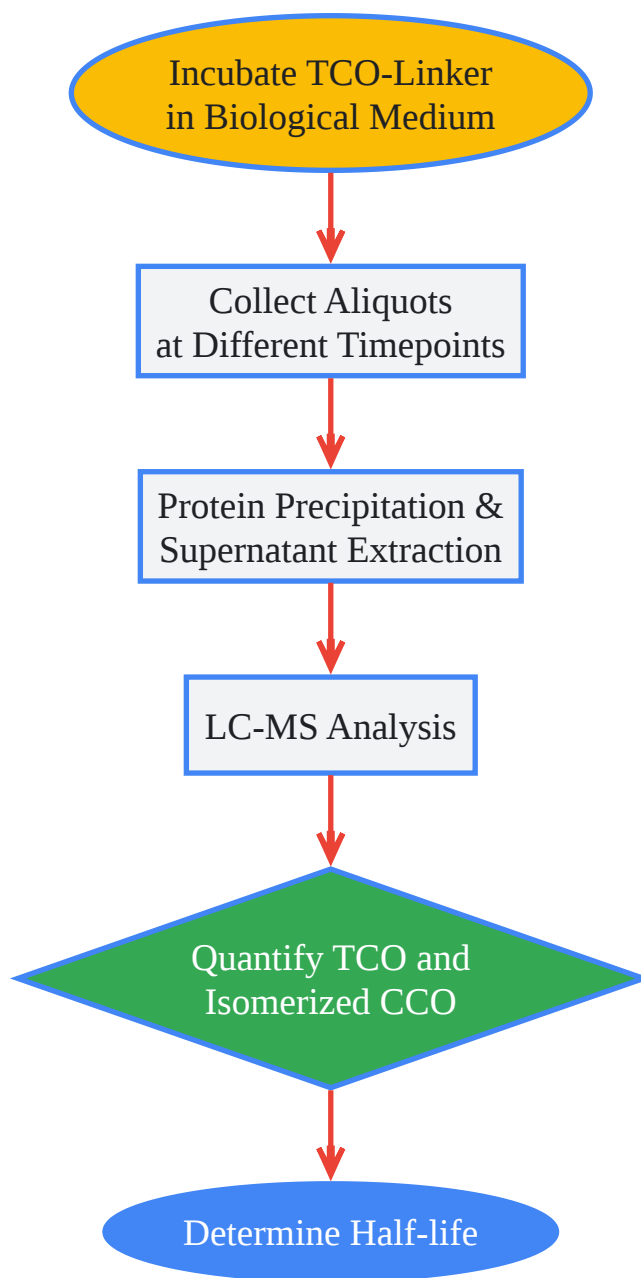 Incubate TCO-Linker
in Biological Medium
Collect Aliquots
at Different Timepoints
Protein Precipitation &
Supernatant Extraction
LC-MS Analysis
Quantify TCO and
Isomerized CCO
Determine Half-life